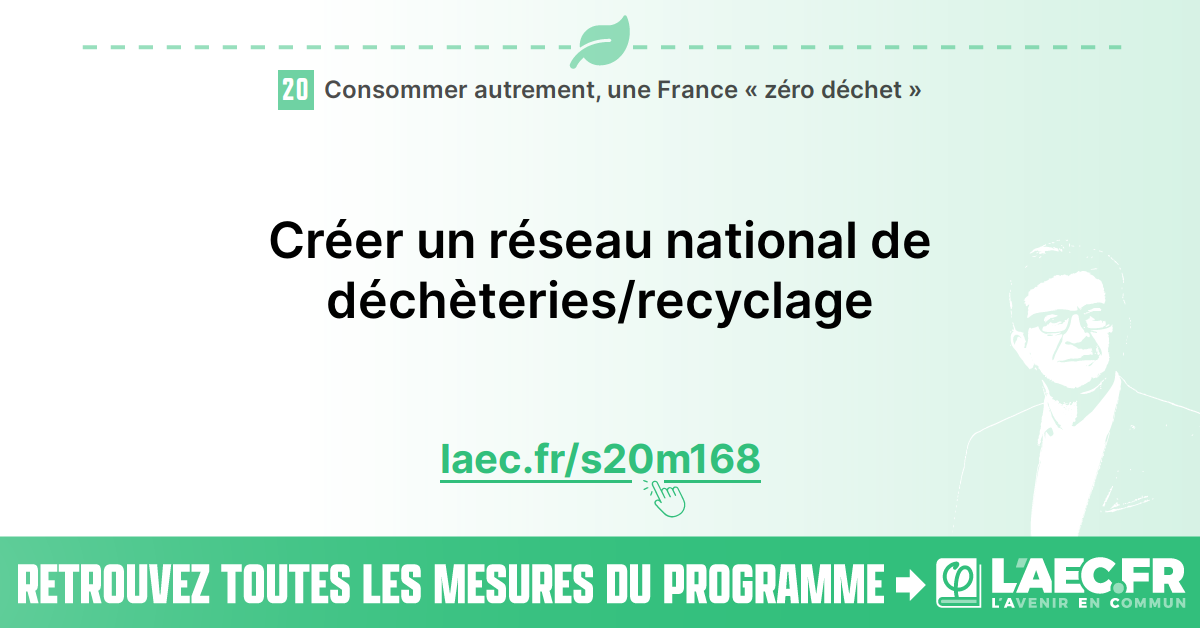 20 Consommer autrement, une France « zéro déchet »
Créer un réseau national de
déchèteries/recyclage
laec.fr/s20m168
RETROUVEZ TOUTES LES MESURES DU PROGRAMME
φ L'AEC.FR
L'AVENIR EN COMMUN